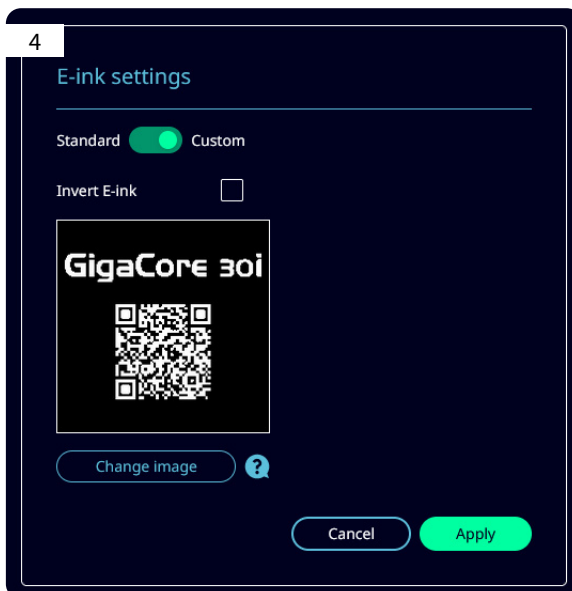 4
E-ink settings
Standard Custom
Invert E-ink
GigaCore 30i
Change image ?
Cancel Apply